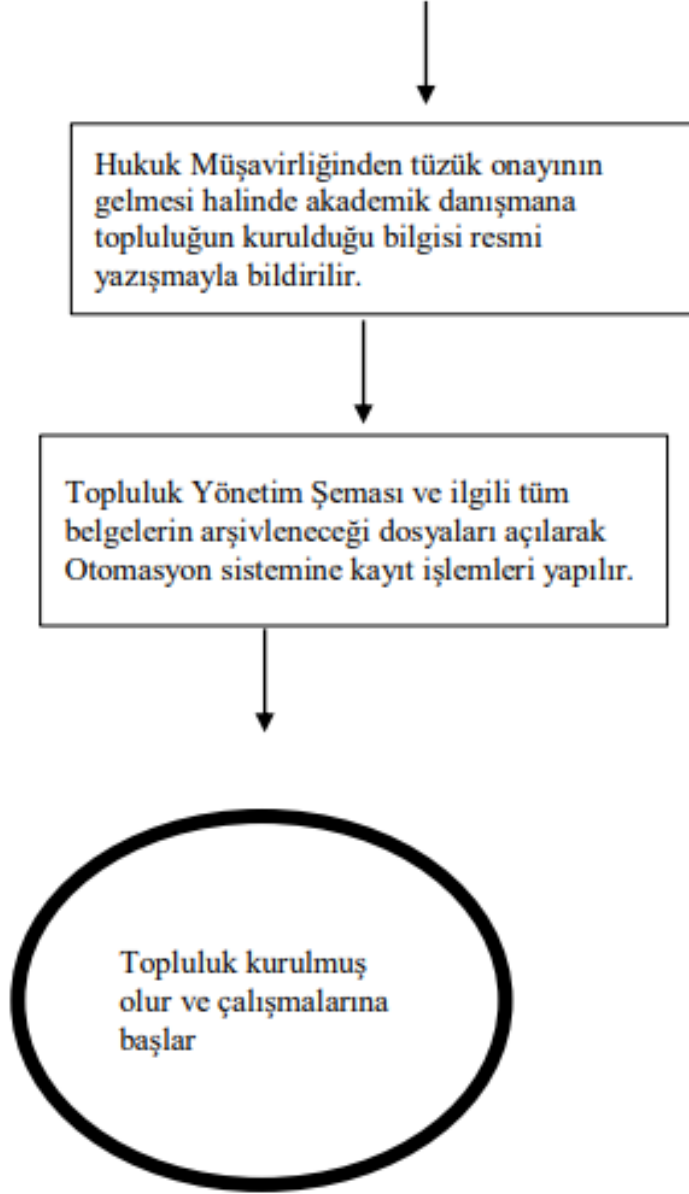 Hukuk Müşavirliğinden tüzük onayının
gelmesi halinde akademik danışmana
topluluğun kurulduğu bilgisi resmi
yazışmayla bildirilir.
Topluluk Yönetim Şeması ve ilgili tüm
belgelerin arşivleneceği dosyaları açılarak
Otomasyon sistemine kayıt işlemleri yapılır.
Topluluk kurulmuş
olur ve çalışmalarına
başlar